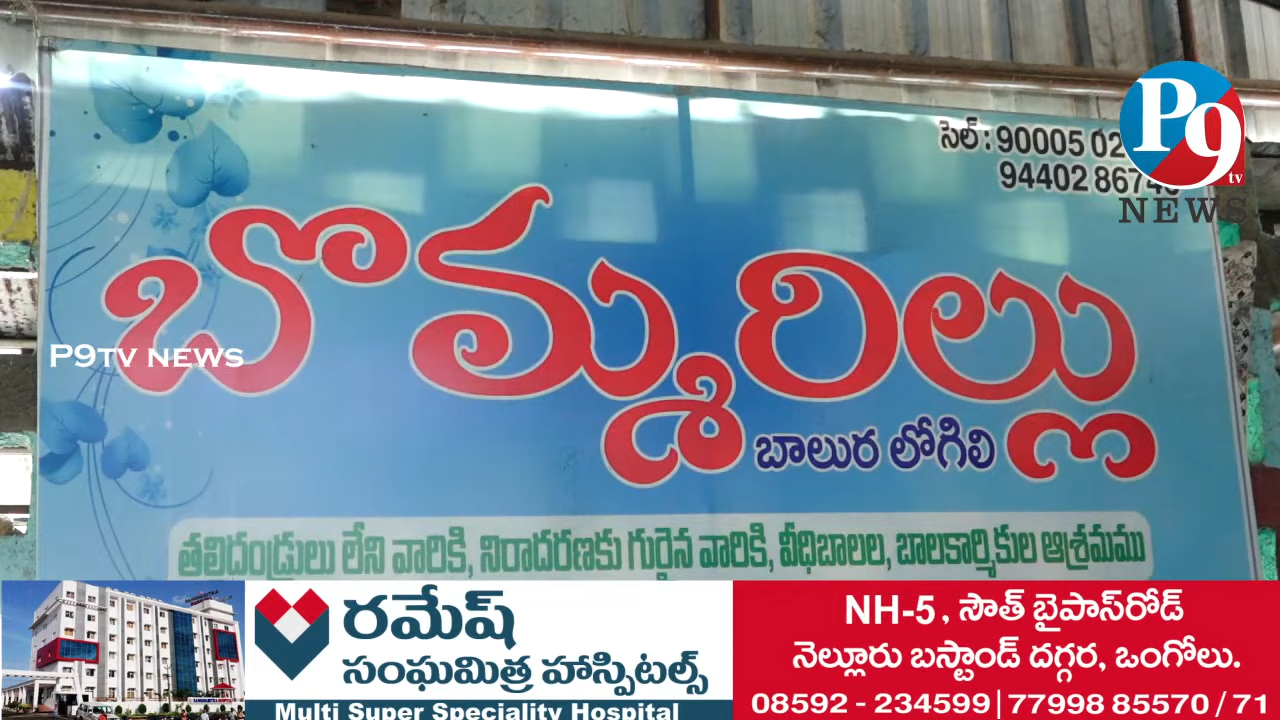 సెల్ : 90005 02
94402 867
P9
tv
NEWS
బొమ్మరిల్లు
P9TV NEWS
బాలుర లోగిలి
తలిదండ్రులు లేని వారికి, నిరాదరణకు గురైన వారికి, వీధిబాలల, బాలకార్మికుల ఆశ్రమము
రమేష్
సంఘమిత్ర హాస్పిటల్స్
Multi Super Speciality Hospital
NH-5, సౌత్ బైపాస్‌రోడ్
నెల్లూరు బస్టాండ్ దగ్గర, ఒంగోలు.
08592 - 234599 | 77998 85570 / 71